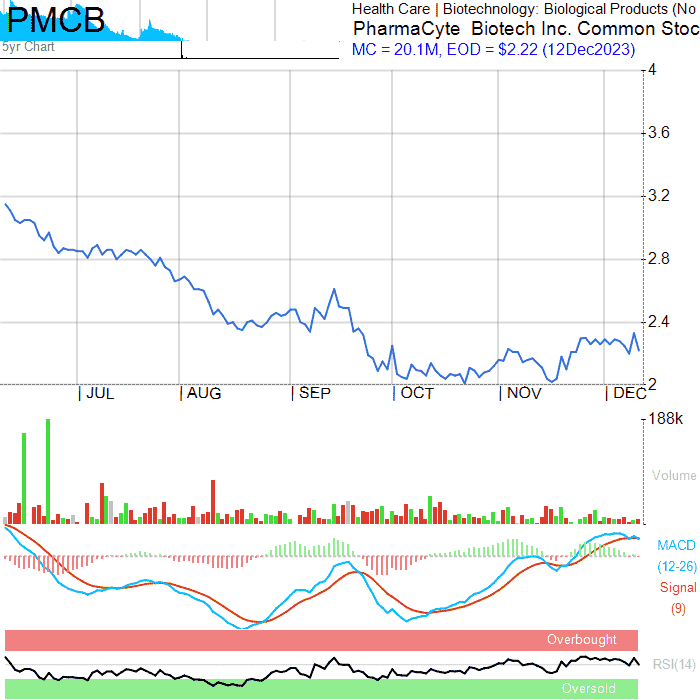 PMCB
5yr Chart
Health Care | Biotechnology: Biological Products (No
PharmaCyte Biotech Inc. Common Stoc
MC = 20.1M, EOD = $2.22 (12Dec2023)
4
3.6
3.2
2.8
2.4
2
JUL
AUG
SEP
OCT
NOV
DEC
188k
Volume
MACD
(12-26)
Signal
(9)
Overbought
RSI(14)
Oversold